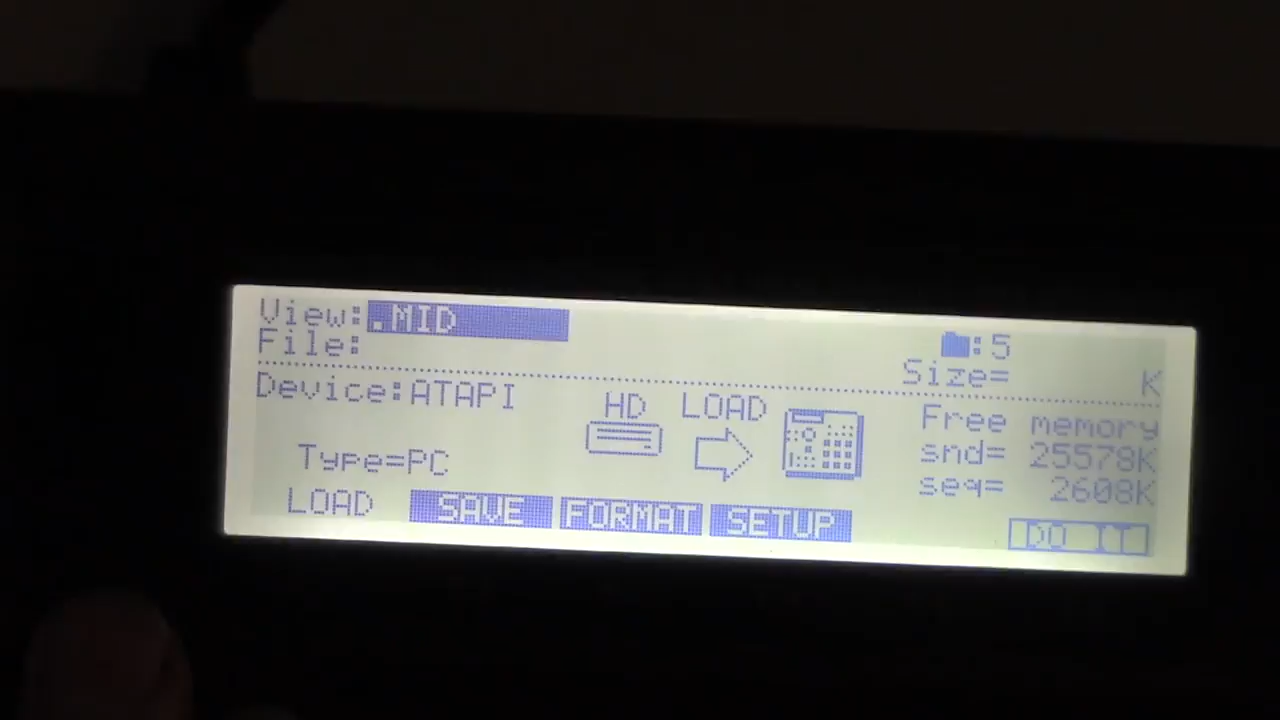 View:.MID
File: :5
Size= K
Device:ATAPI HD LOAD Free memory
Type=PC snd= 25578K
seq= 2608K
LOAD SAVE FORMAT SETUP DO IT